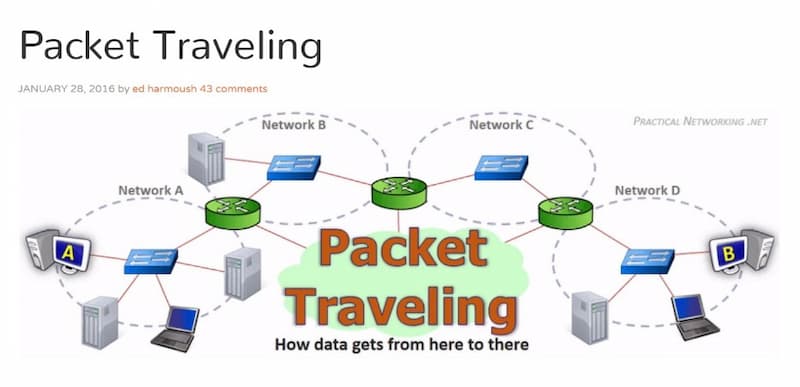 Packet Traveling
JANUARY 28, 2016 by ed harmoush 43 comments
PRACTICAL NETWORKING .NET
Network B
Network C
Network A
Network D
A
B
Packet
Traveling
How data gets from here to there